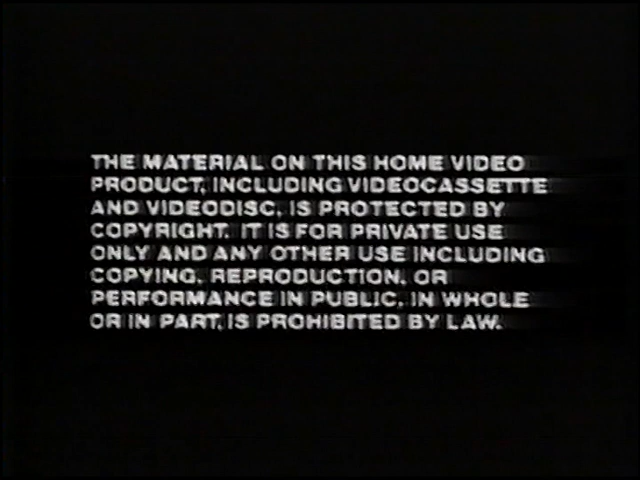 THE MATERIAL ON THIS HOME VIDEO
PRODUCT, INCLUDING VIDEOCASSETTE
AND VIDEODISC, IS PROTECTED BY
COPYRIGHT. IT IS FOR PRIVATE USE
ONLY AND ANY OTHER USE INCLUDING
COPYING, REPRODUCTION, OR
PERFORMANCE IN PUBLIC, IN WHOLE
OR IN PART, IS PROHIBITED BY LAW.